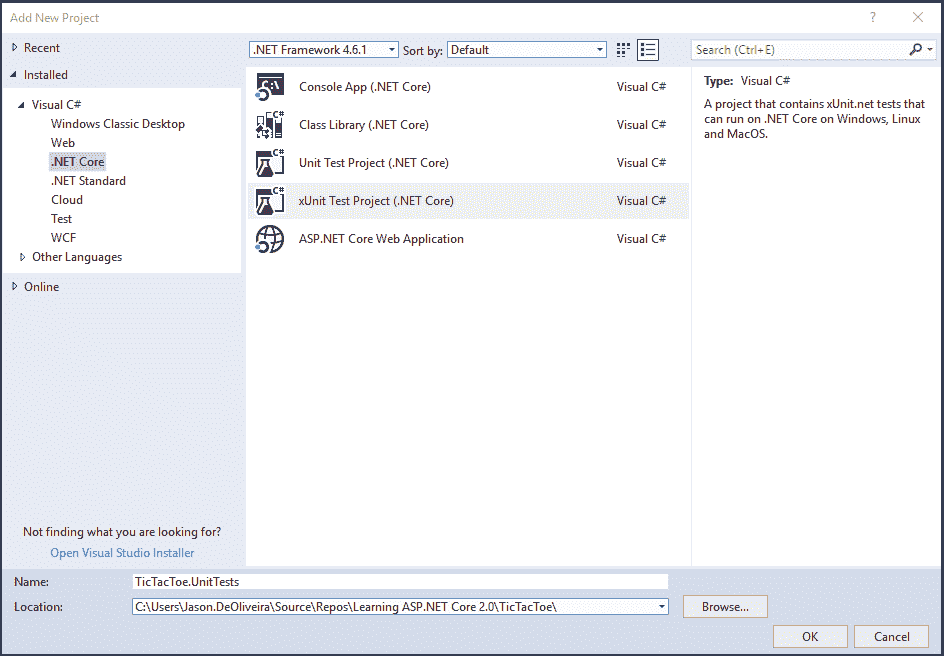 Add New Project
?
Recent
.NET Framework 4.6.1
Sort by:
Default
Search (Ctrl+E)
Installed
Visual C#
Windows Classic Desktop
Web
.NET Core
.NET Standard
Cloud
Test
WCF
Other Languages
Online
Not finding what you are looking for?
Open Visual Studio Installer
C:\
Console App (.NET Core)
Visual C#
C#
Class Library (.NET Core)
Visual C#
C#
Unit Test Project (.NET Core)
Visual C#
C#
xUnit Test Project (.NET Core)
Visual C#
ASP.NET Core Web Application
Visual C#
Type: Visual C#
A project that contains xUnit.net tests that
can run on .NET Core on Windows, Linux
and MacOS.
Name:
TicTacToe.UnitTests
Location:
C:\Users\Jason.DeOliveira\Source\Repos\Learning ASP.NET Core 2.0\TicTacToe\
Browse...
OK
Cancel